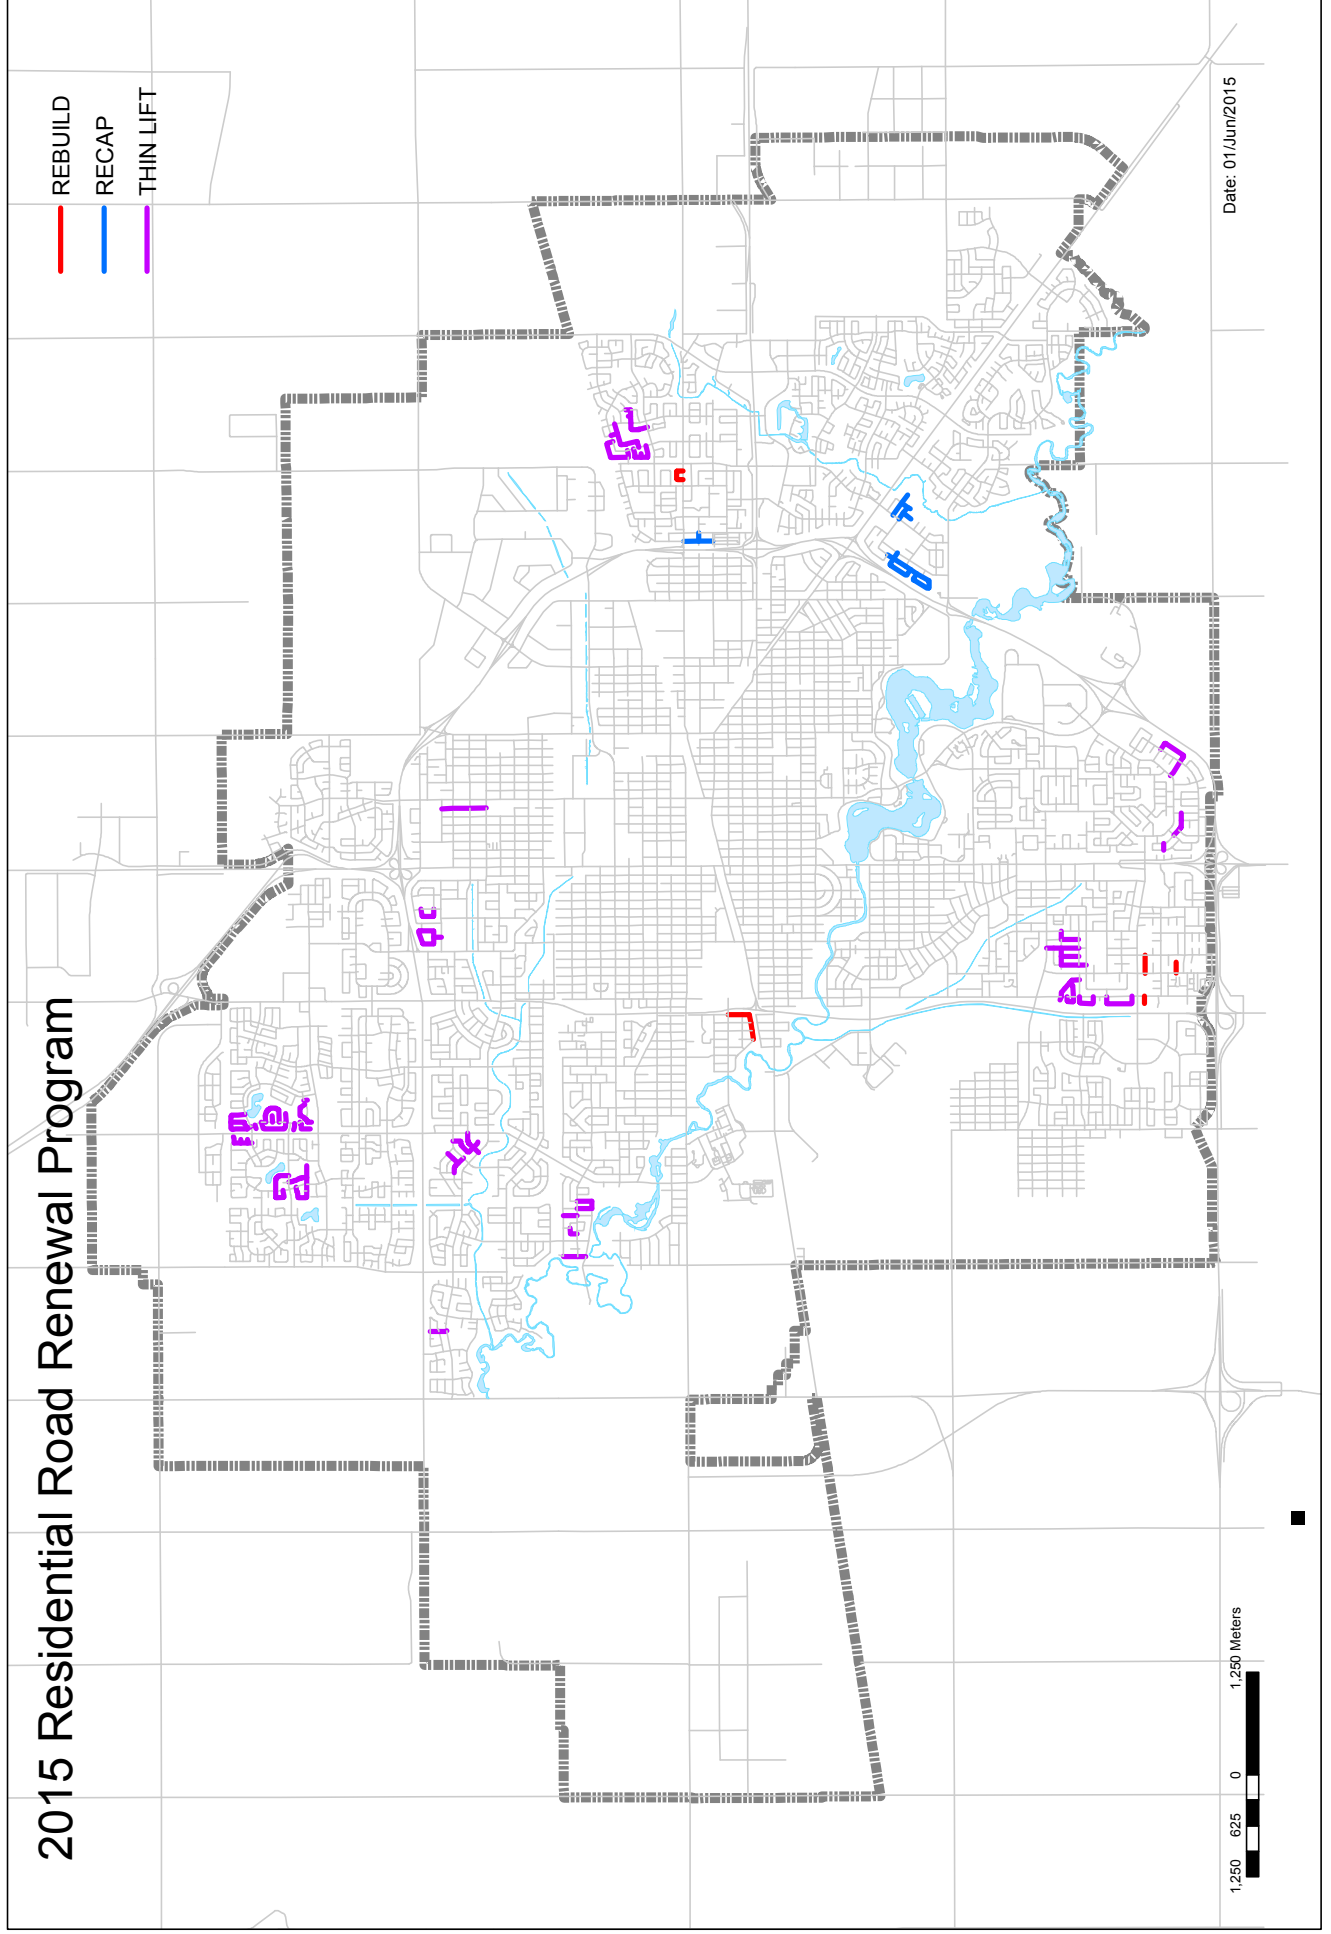 2015 Residential Road Renewal Program
REBUILD
RECAP
THIN LIFT
1,250 625 0 1,250 Meters
Date: 01/Jun/2015